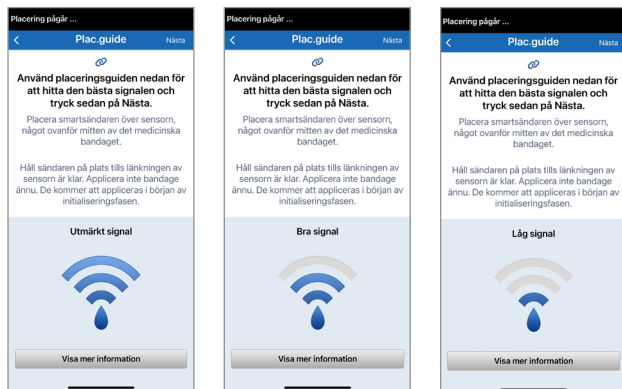 Placering pågår ...
Plac.guide Nästa
Använd placeringsguiden nedan för
att hitta den bästa signalen och
tryck sedan på Nästa.
Placera smartsändaren över sensorn,
något ovanför mitten av det medicinska
bandaget.
Håll sändaren på plats tills länkningen av
sensorn är klar. Applicera inte bandage
ännu. De kommer att appliceras i början av
initialiseringsfasen.
Utmärkt signal
Visa mer information
Placering pågår ...
Plac.guide Nästa
Använd placeringsguiden nedan för
att hitta den bästa signalen och
tryck sedan på Nästa.
Placera smartsändaren över sensorn,
något ovanför mitten av det medicinska
bandaget.
Håll sändaren på plats tills länkningen av
sensorn är klar. Applicera inte bandage
ännu. De kommer att appliceras i början av
initialiseringsfasen.
Bra signal
Visa mer information
Placering pågår ...
Plac.guide Nästa
Använd placeringsguiden nedan för
att hitta den bästa signalen och
tryck sedan på Nästa.
Placera smartsändaren över sensorn,
något ovanför mitten av det medicinska
bandaget.
Håll sändaren på plats tills länkningen av
sensorn är klar. Applicera inte bandage
ännu. De kommer att appliceras i början av
initialiseringsfasen.
Låg signal
Visa mer information